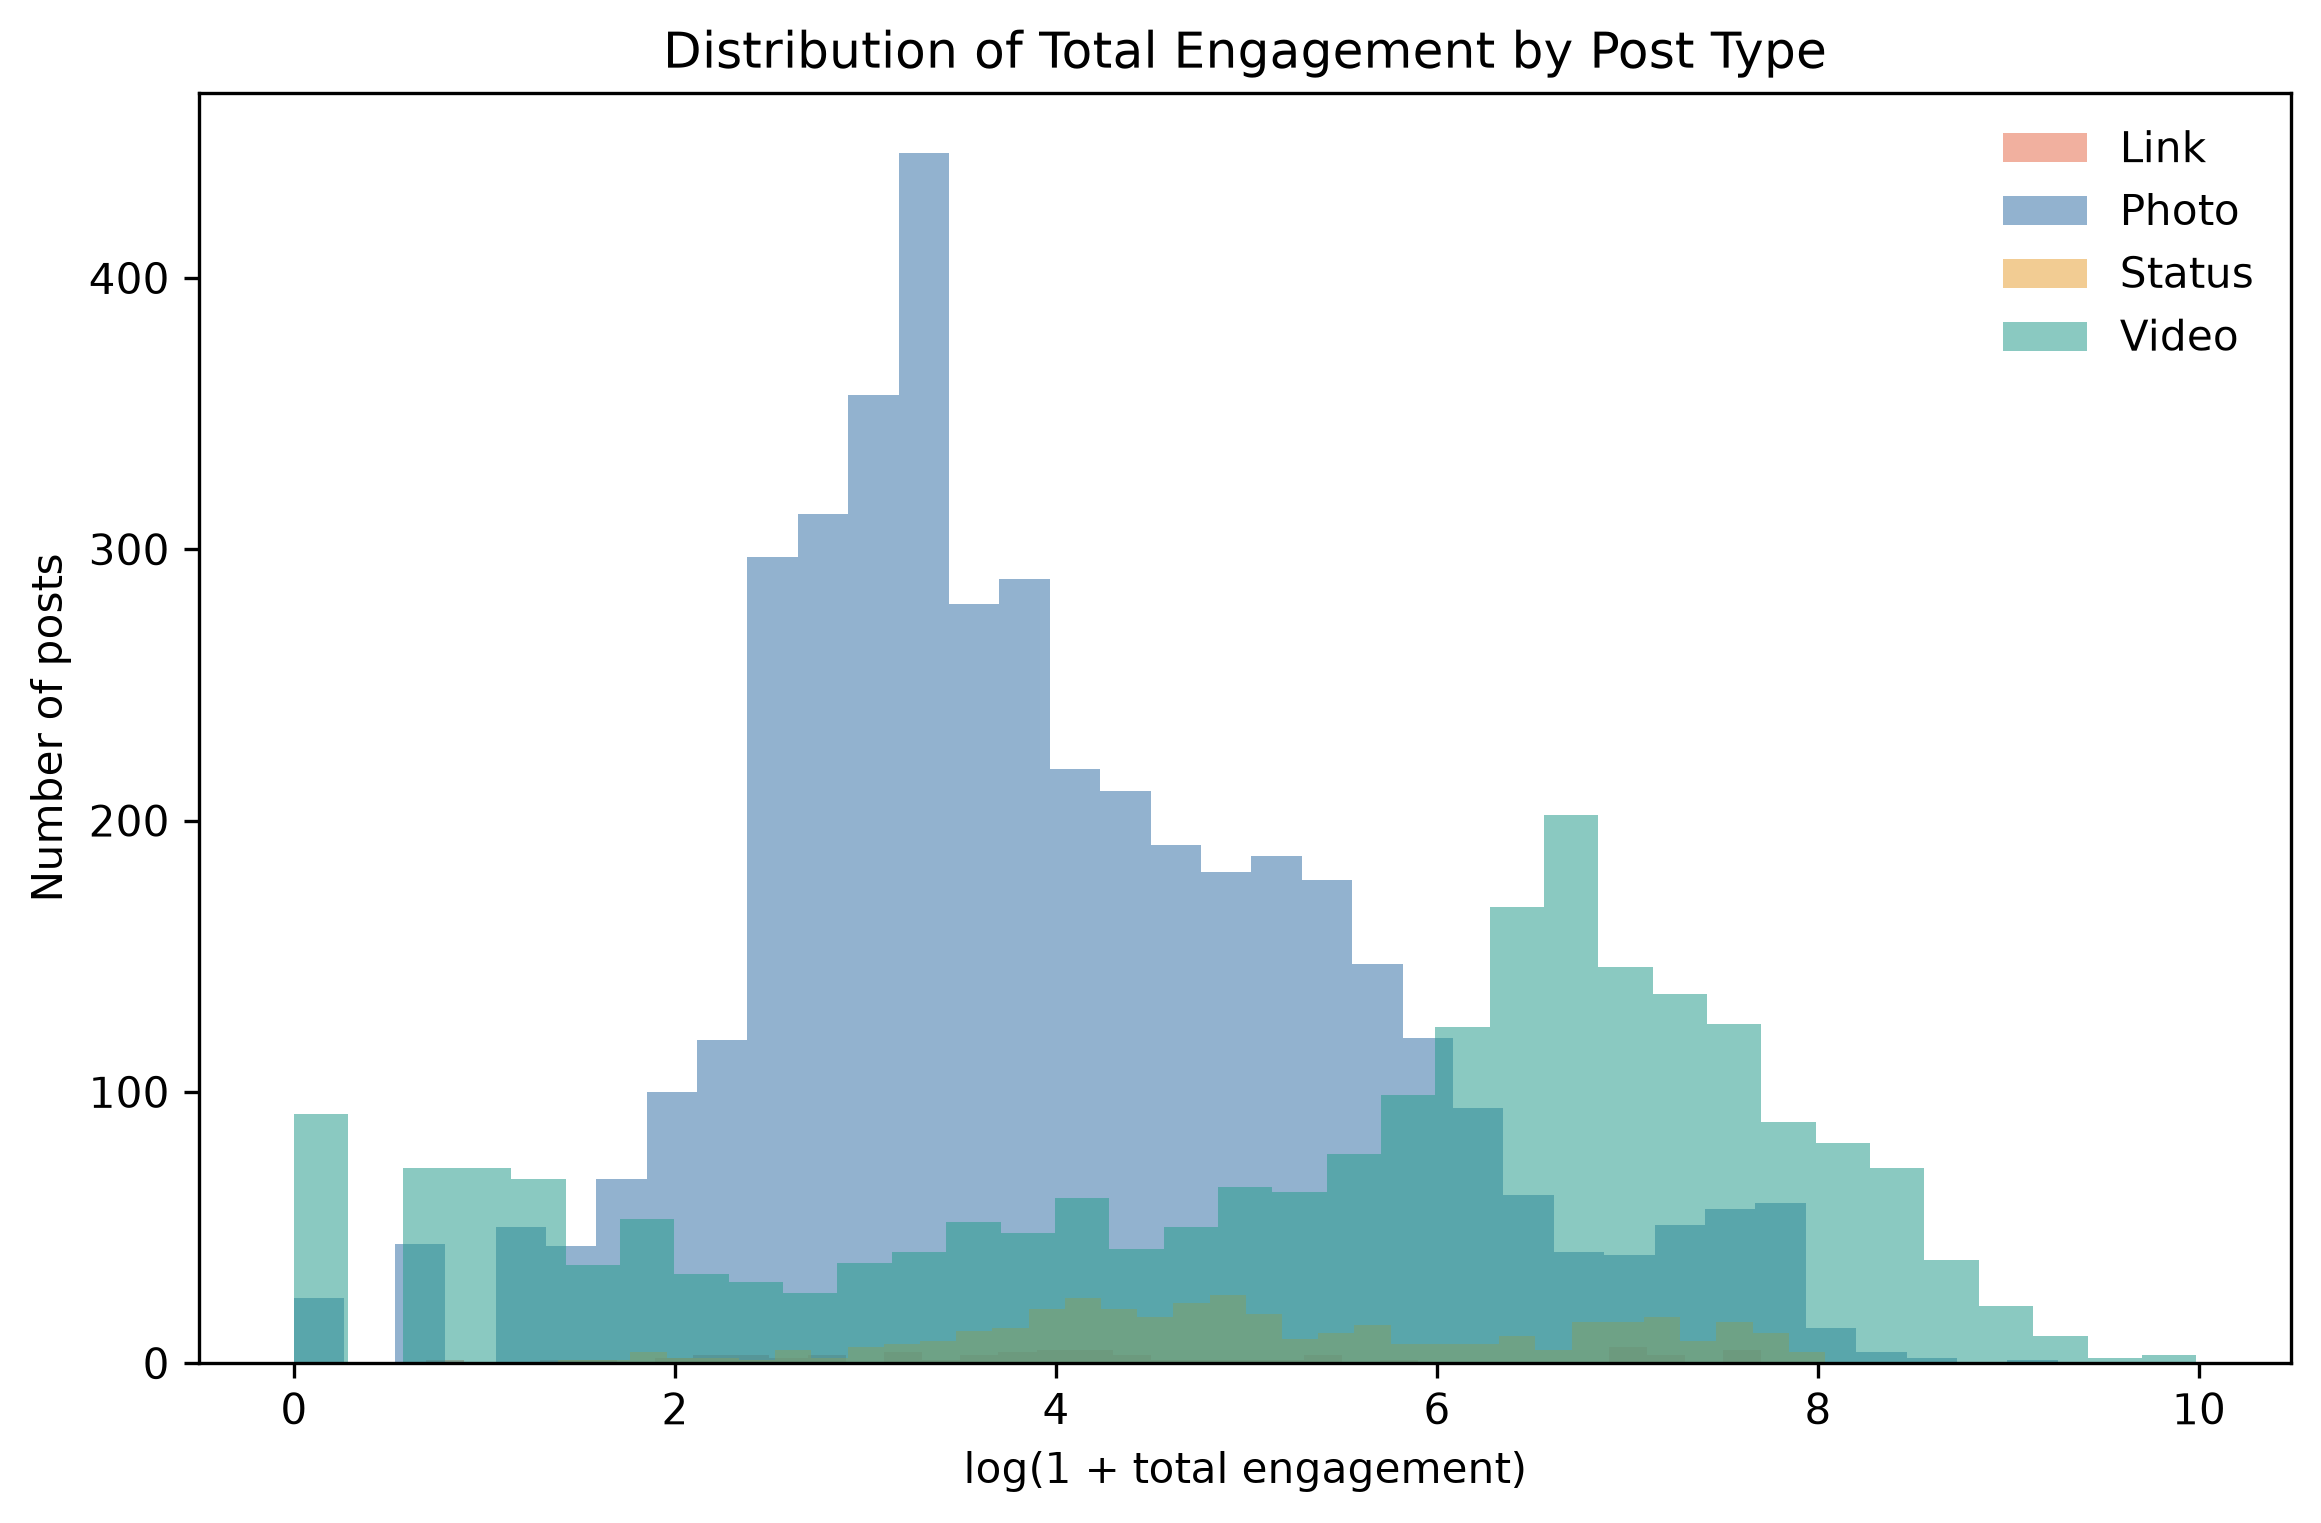 Distribution of Total Engagement by Post Type
Link
Photo
Status
Video
Number of posts
400
300
200
100
0
0 2 4 6 8 10
log(1 + total engagement)